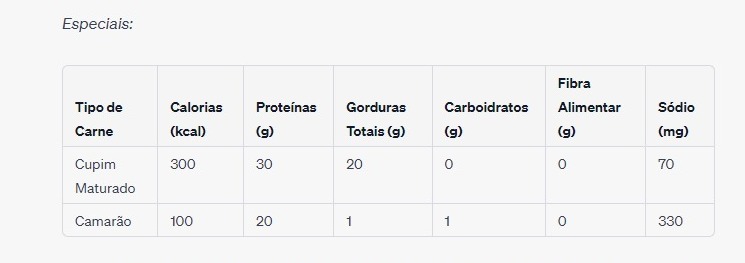 Especiais:
Tipo de Carne Calorias (kcal) Proteínas (g) Gorduras Totais (g) Carboidratos (g) Fibra Alimentar (g) Sódio (mg)
Cupim Maturado 300 30 20 0 0 70
Camarão 100 20 1 1 0 330